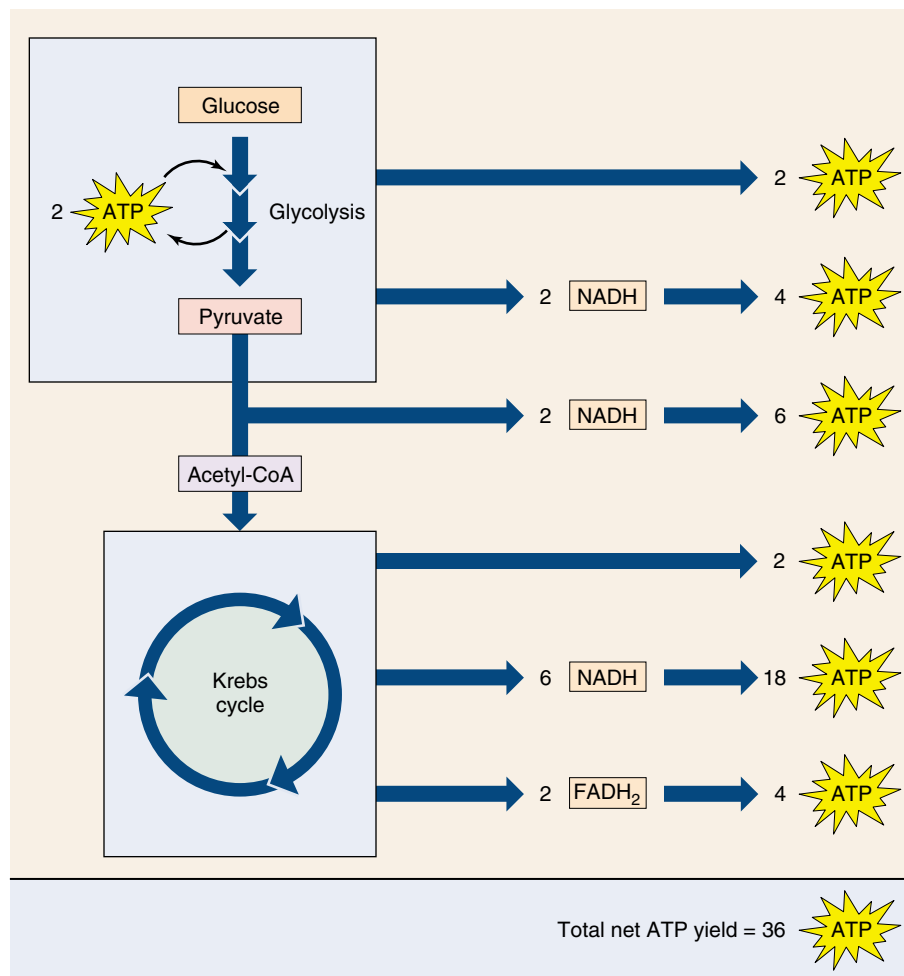 Glucose
2 ATP
Glycolysis
2 ATP
Pyruvate
2 NADH 4 ATP
2 NADH 6 ATP
Acetyl-CoA
2 ATP
Krebs
cycle
6 NADH 18 ATP
2 FADH₂ 4 ATP
Total net ATP yield = 36 ATP